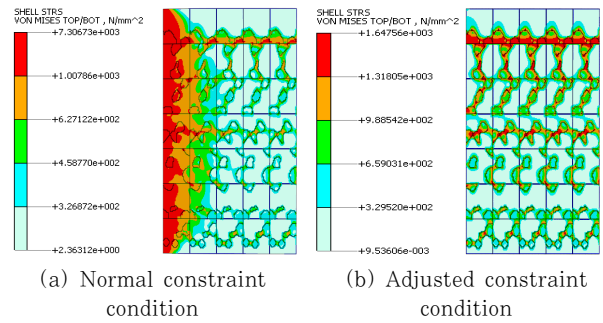 SHELL STRS
VON MISES TOP/BOT , N/mm^2
+7.30673e+003
+1.00786e+003
+6.27122e+002
+4.58770e+002
+3.26872e+002
+2.36312e+000
(a) Normal constraint
condition
SHELL STRS
VON MISES TOP/BOT , N/mm^2
+1.64756e+003
+1.31805e+003
+9.88542e+002
+6.59031e+002
+3.29520e+002
+9.53606e-003
(b) Adjusted constraint
condition